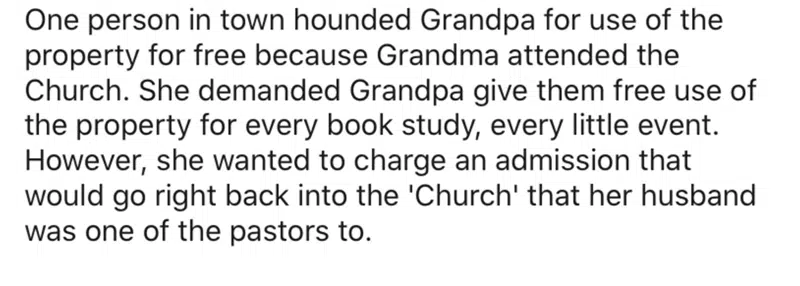 One person in town hounded Grandpa for use of the
property for free because Grandma attended the
Church. She demanded Grandpa give them free use of
the property for every book study, every little event.
However, she wanted to charge an admission that
would go right back into the 'Church' that her husband
was one of the pastors to.